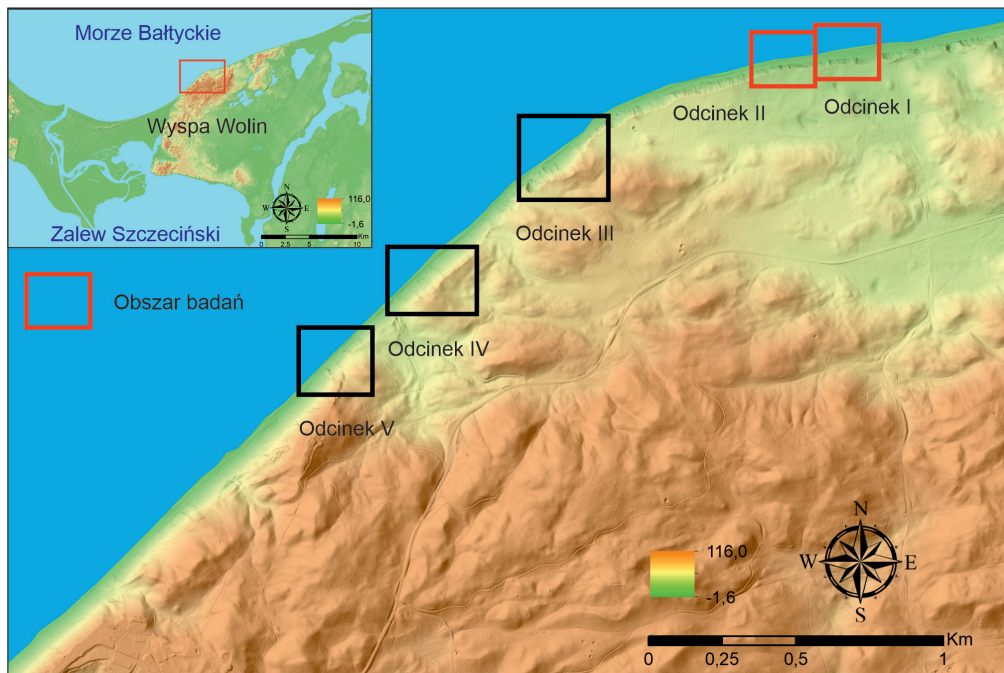 Morze Bałtyckie
Wyspa Wolin
N
W E
S
116,0
-1,6
Km
0 2.5 5 10
Zalew Szczeciński
Obszar badań
Odcinek II
Odcinek I
Odcinek III
Odcinek IV
Odcinek V
N
W E
S
116,0
-1,6
Km
0 0,25 0,5 1